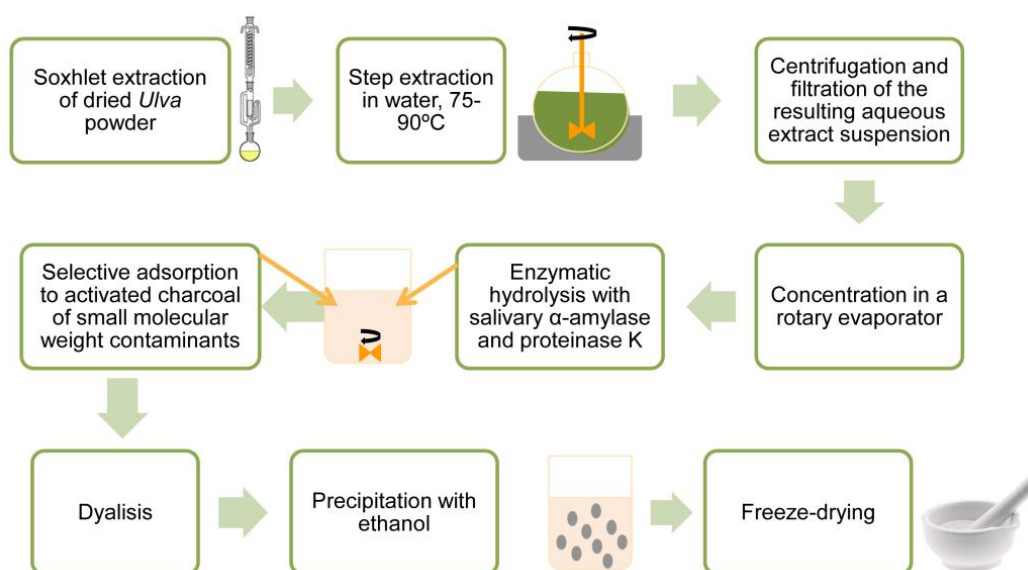 Soxhlet extraction
of dried Ulva
powder
Step extraction
in water, 75-
90ºC
Centrifugation and
filtration of the
resulting aqueous
extract suspension
Concentration in a
rotary evaporator
Enzymatic
hydrolysis with
salivary α-amylase
and proteinase K
Selective adsorption
to activated charcoal
of small molecular
weight contaminants
Dyalisis
Precipitation with
ethanol
Freeze-drying